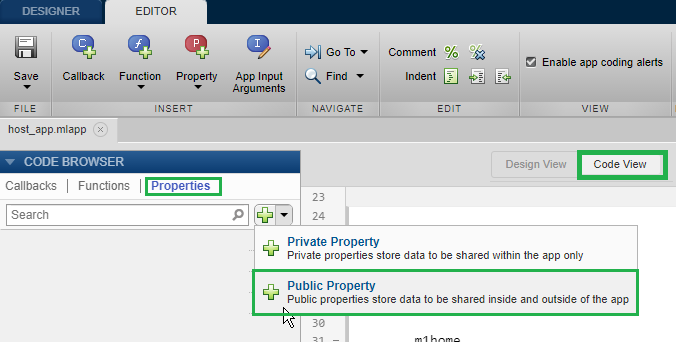 DESIGNER EDITOR
Save Callback Function Property App Input Arguments
Go To
Find
Comment
Indent
Enable app coding alerts
FILE INSERT NAVIGATE EDIT VIEW
host_app.mlapp
CODE BROWSER
Design View Code View
Callbacks Functions Properties
23
Search
24
Private Property
Private properties store data to be shared within the app only
Public Property
Public properties store data to be shared inside and outside of the app
30
31 m1home